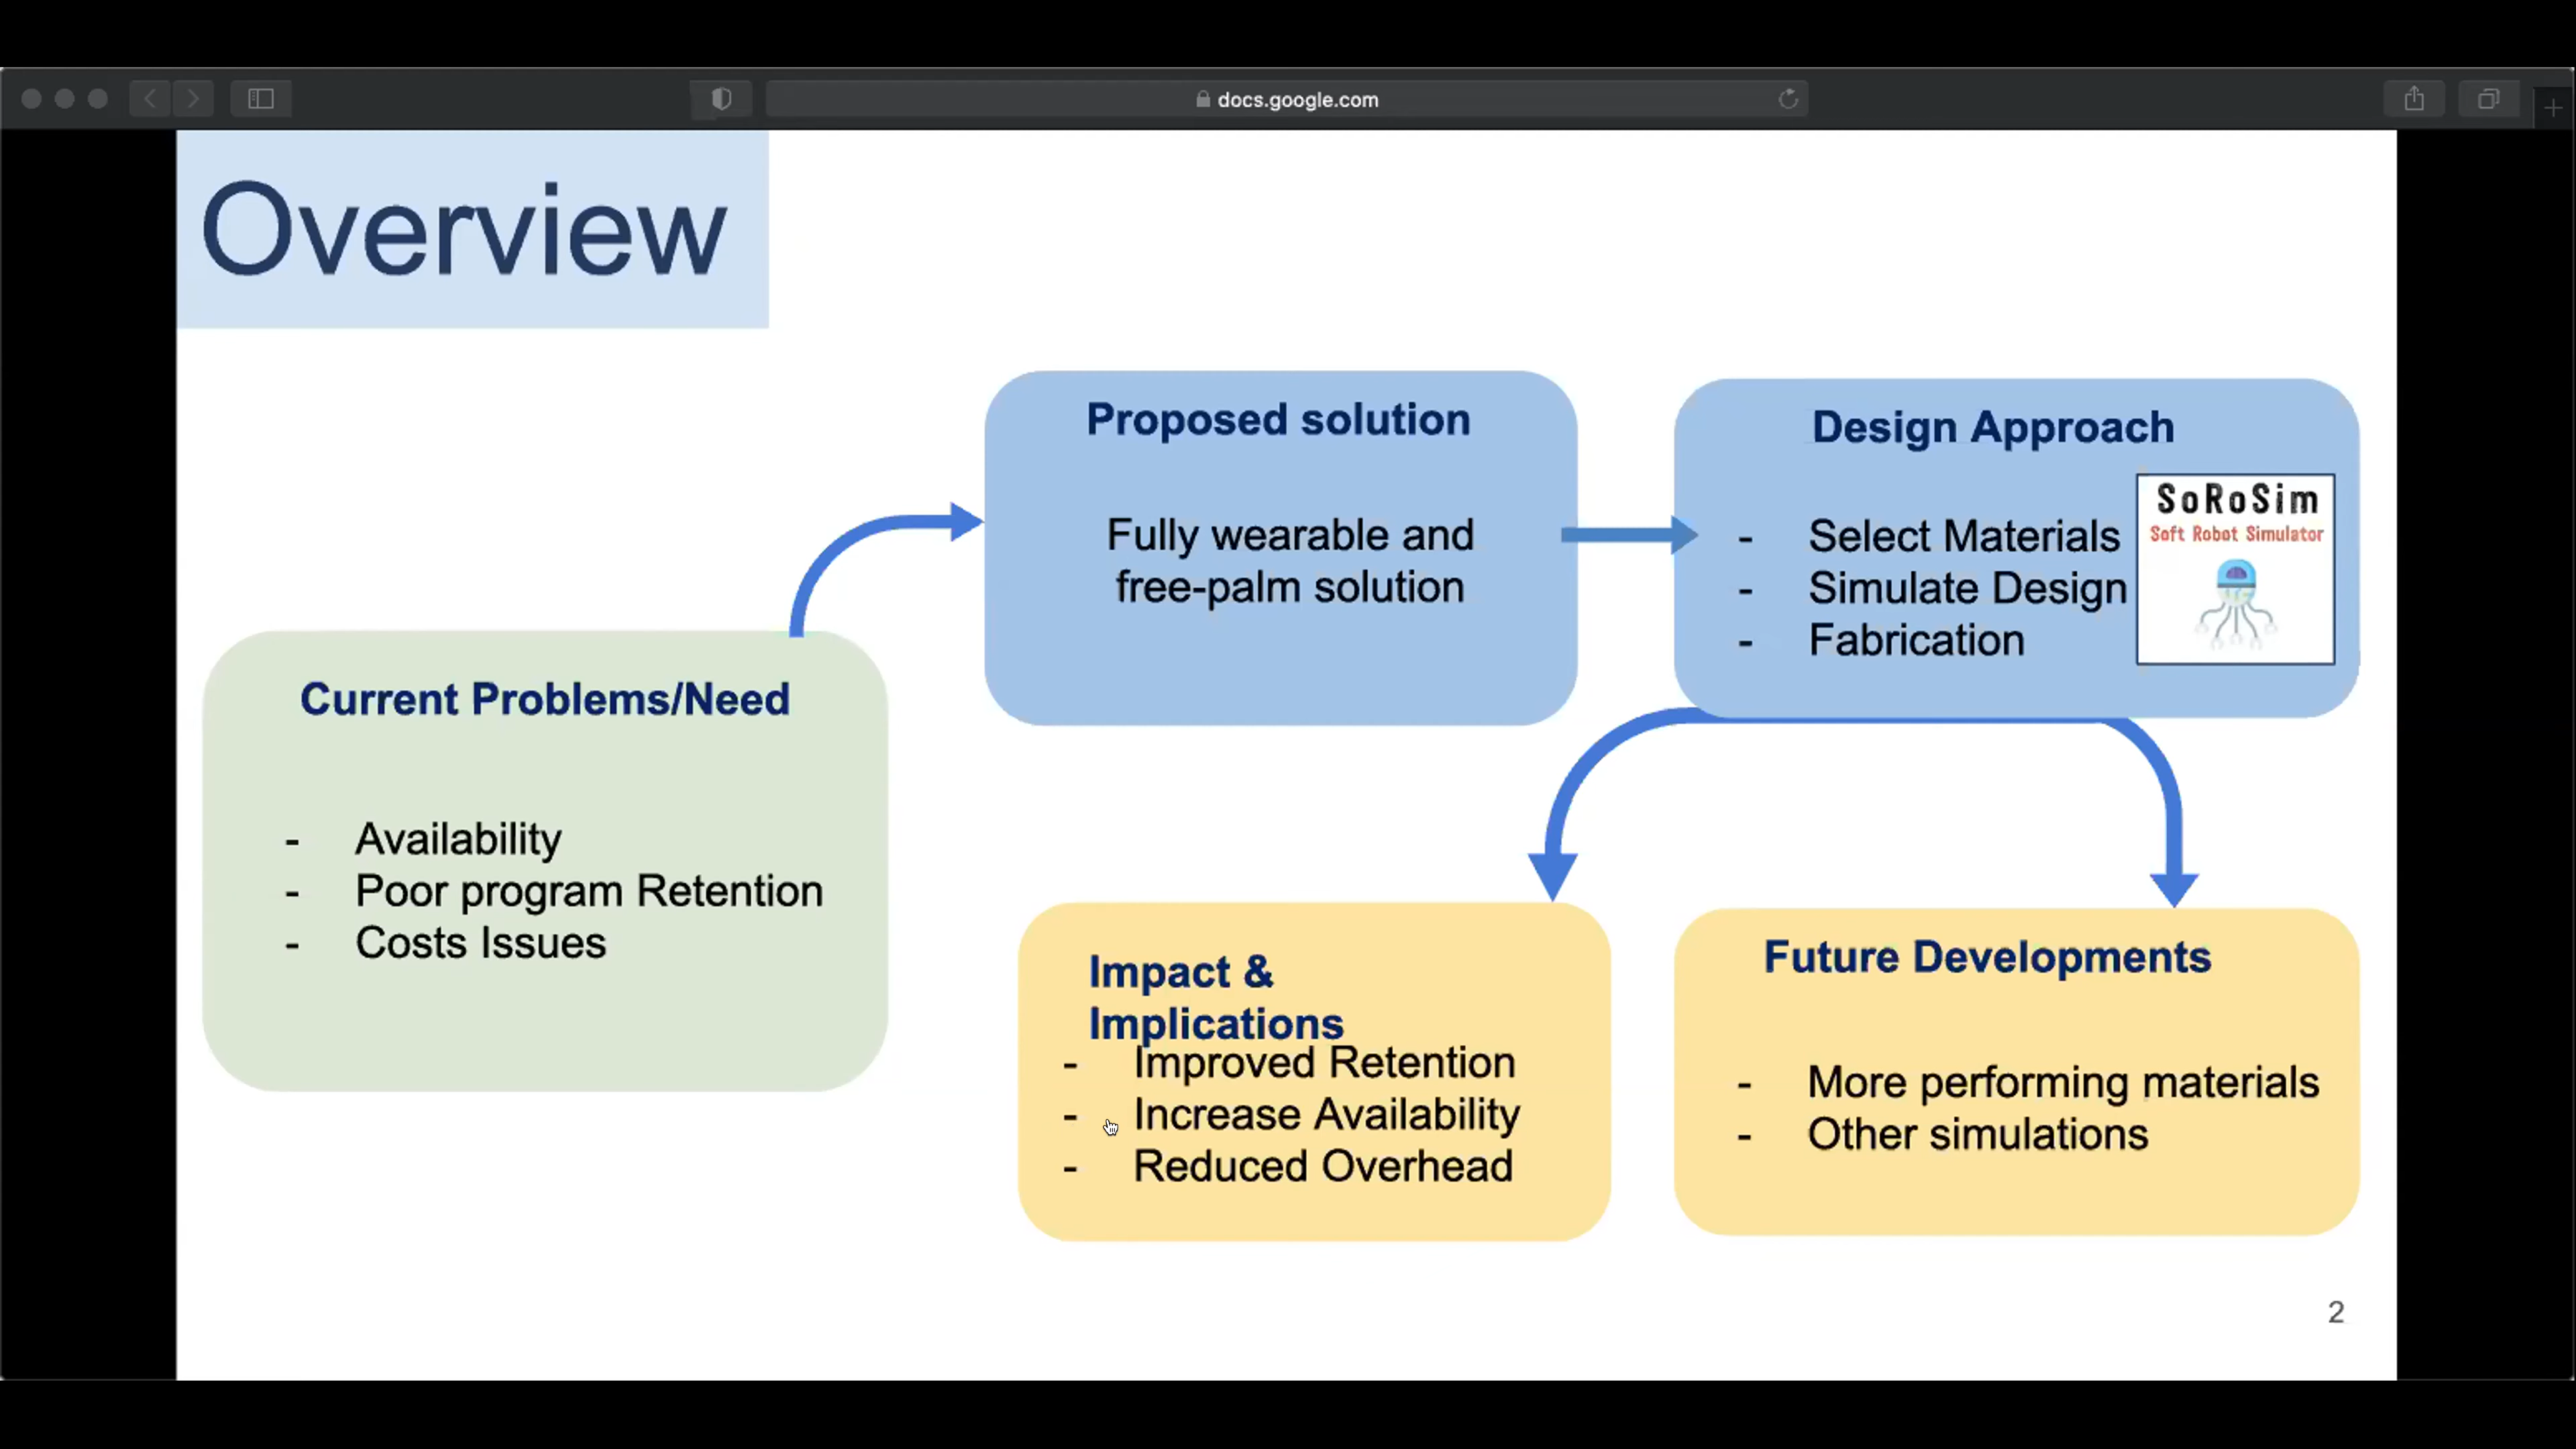 docs.google.com
Overview
Current Problems/Need
- Availability
- Poor program Retention
- Costs Issues
Proposed solution
Fully wearable and
free-palm solution
Design Approach
- Select Materials
- Simulate Design
- Fabrication
SoRoSim
Soft Robot Simulator
Impact &
Implications
- Improved Retention
- Increase Availability
- Reduced Overhead
Future Developments
- More performing materials
- Other simulations
2